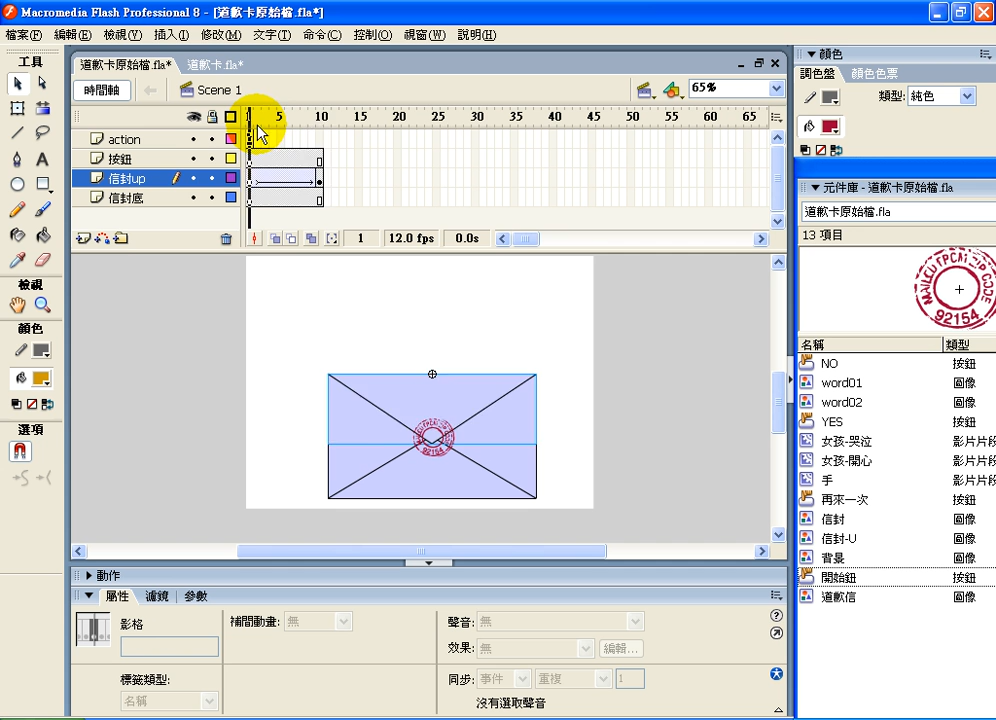 Macromedia Flash Professional 8 - [道歉卡原始檔.fla*]
檔案(F) 編輯(E) 檢視(V) 插入(I) 修改(M) 文字(T) 命令(C) 控制(O) 視窗(W) 說明(H)
工具
道歉卡原始檔.fla* 道歉卡.fla*
時間軸 Scene 1 65%
1 5 10 15 20 25 30 35 40 45 50 55 60 65
action
按鈕
信封up
信封底
1 12.0 fps 0.0s
檢視
顏色
選項
92154
動作
屬性 濾鏡 參數
影格
標籤類型:
名稱
補間動畫: 無
聲音: 無
效果: 無 編輯...
同步: 事件 重複 1
沒有選取聲音
顏色
調色盤 顏色色票
類型: 純色
元件庫 - 道歉卡原始檔.fla
道歉卡原始檔.fla
13 項目
92154
名稱 類型
NO 按鈕
word01 圖像
word02 圖像
YES 按鈕
女孩-哭泣 影片片段
女孩-開心 影片片段
手 影片片段
再來一次 按鈕
信封 圖像
信封-U 圖像
背景 圖像
開始鈕 按鈕
道歉信 圖像